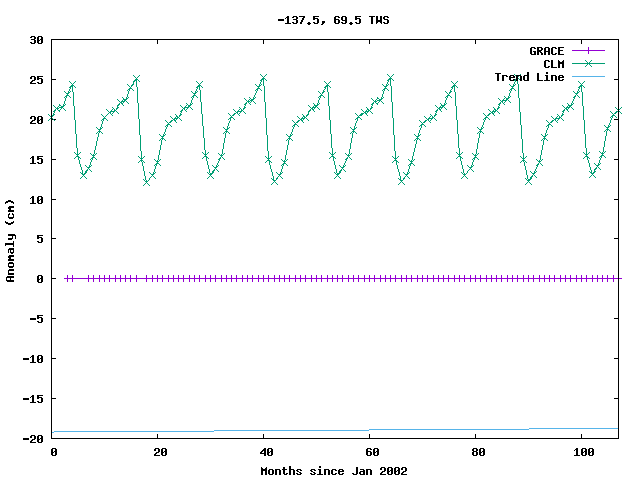 -137.5, 69.5 TWS
GRACE
CLM
Trend Line
30
25
20
15
10
5
0
-5
-10
-15
-20
Anomaly (cm)
0 20 40 60 80 100
Months since Jan 2002